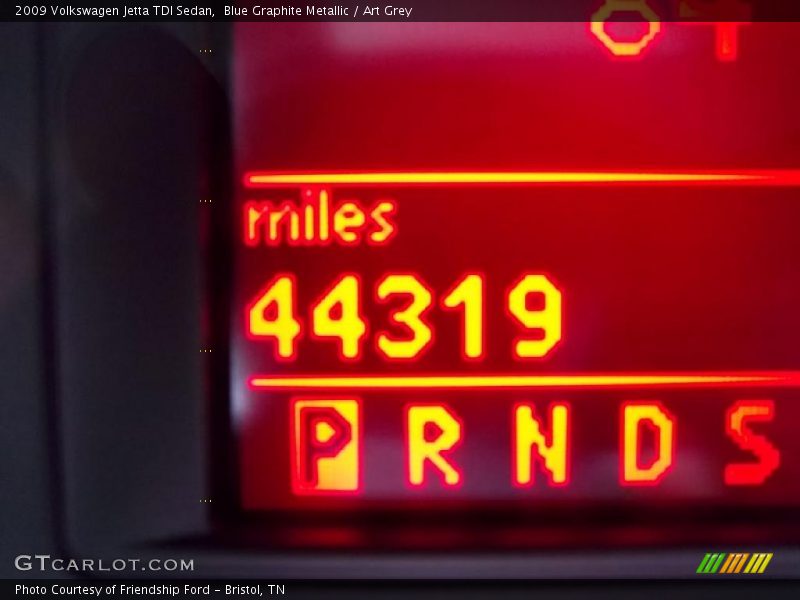 2009 Volkswagen Jetta TDI Sedan,  Blue Graphite Metallic / Art Grey
miles
44319
P R N D S
GTCARLOT.COM
Photo Courtesy of Friendship Ford - Bristol, TN